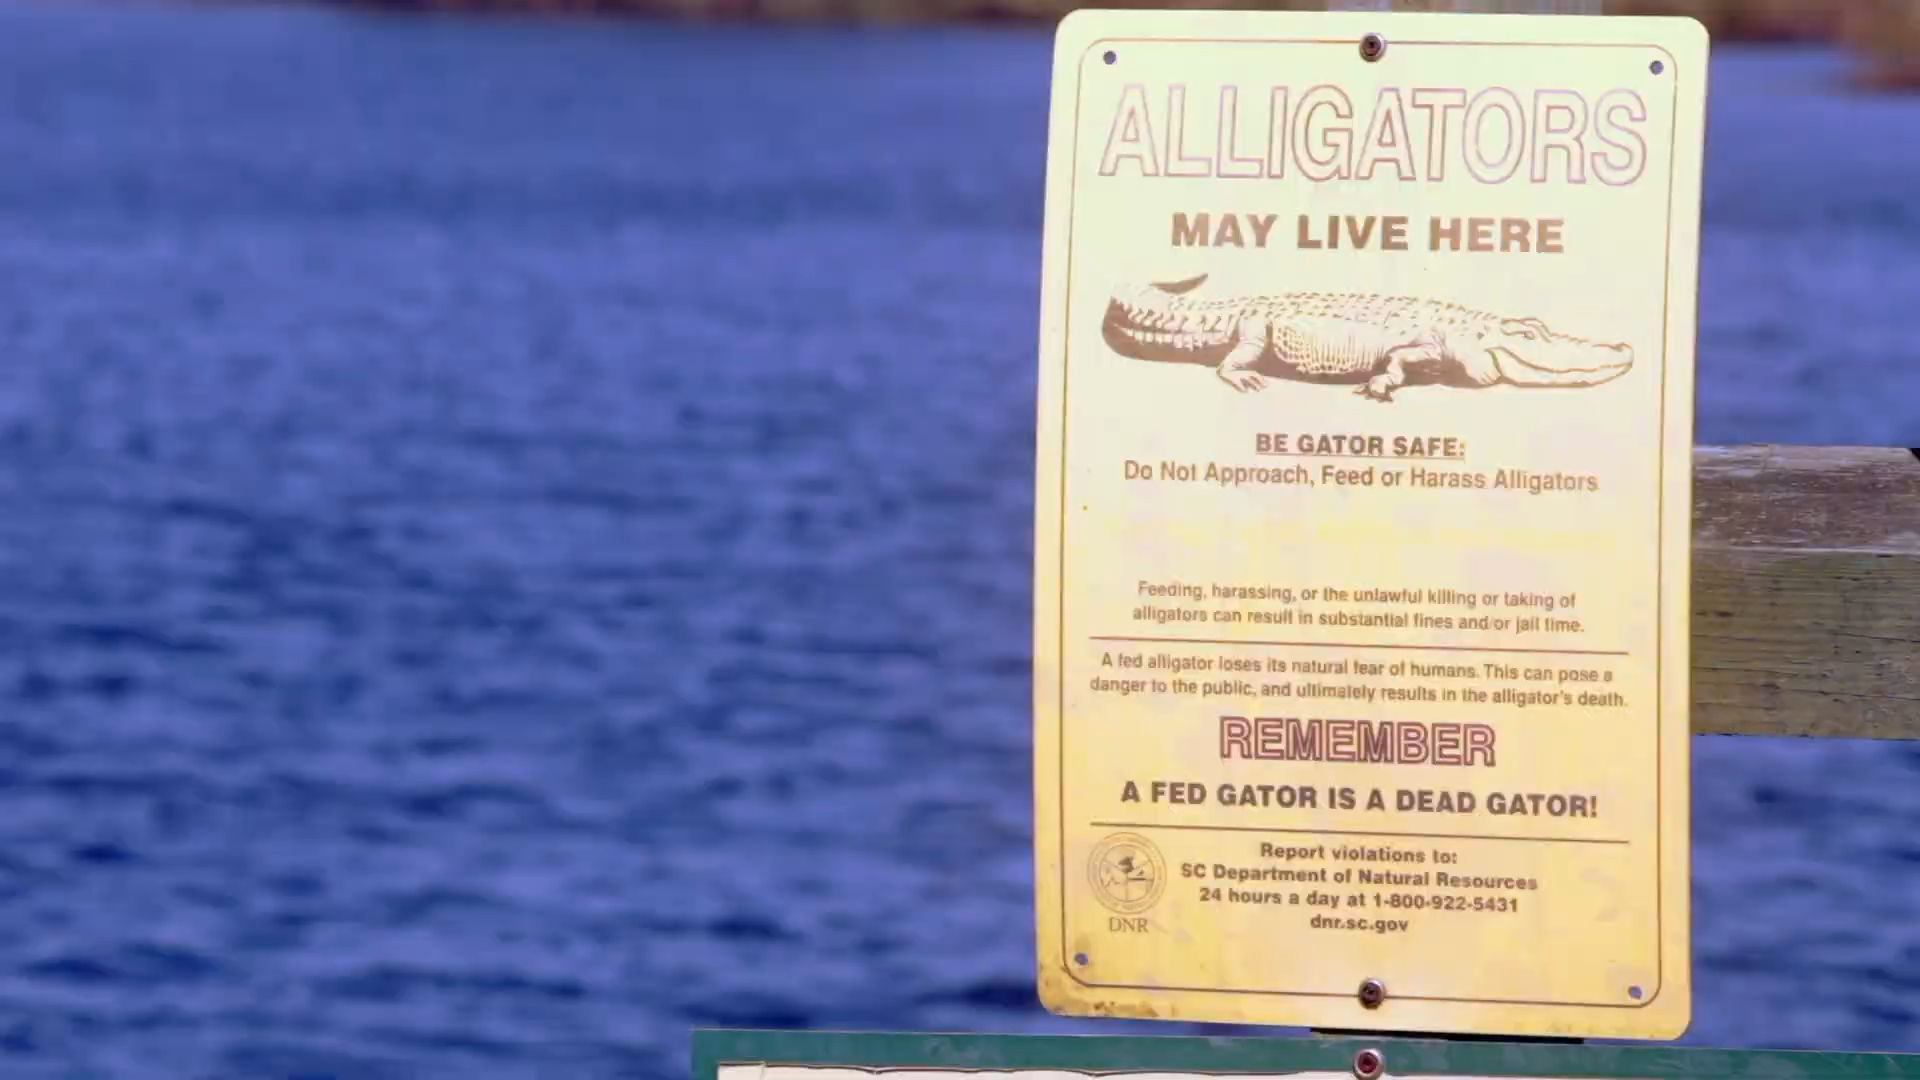 ALLIGATORS
MAY LIVE HERE
BE GATOR SAFE:
Do Not Approach, Feed or Harass Alligators
Feeding, harassing, or the unlawful killing or taking of
alligators can result in substantial fines and/or jail time.
A fed alligator loses its natural fear of humans. This can pose a
danger to the public, and ultimately results in the alligator's death.
REMEMBER
A FED GATOR IS A DEAD GATOR!
Report violations to:
SC Department of Natural Resources
24 hours a day at 1-800-922-5431
dnr.sc.gov
DNR